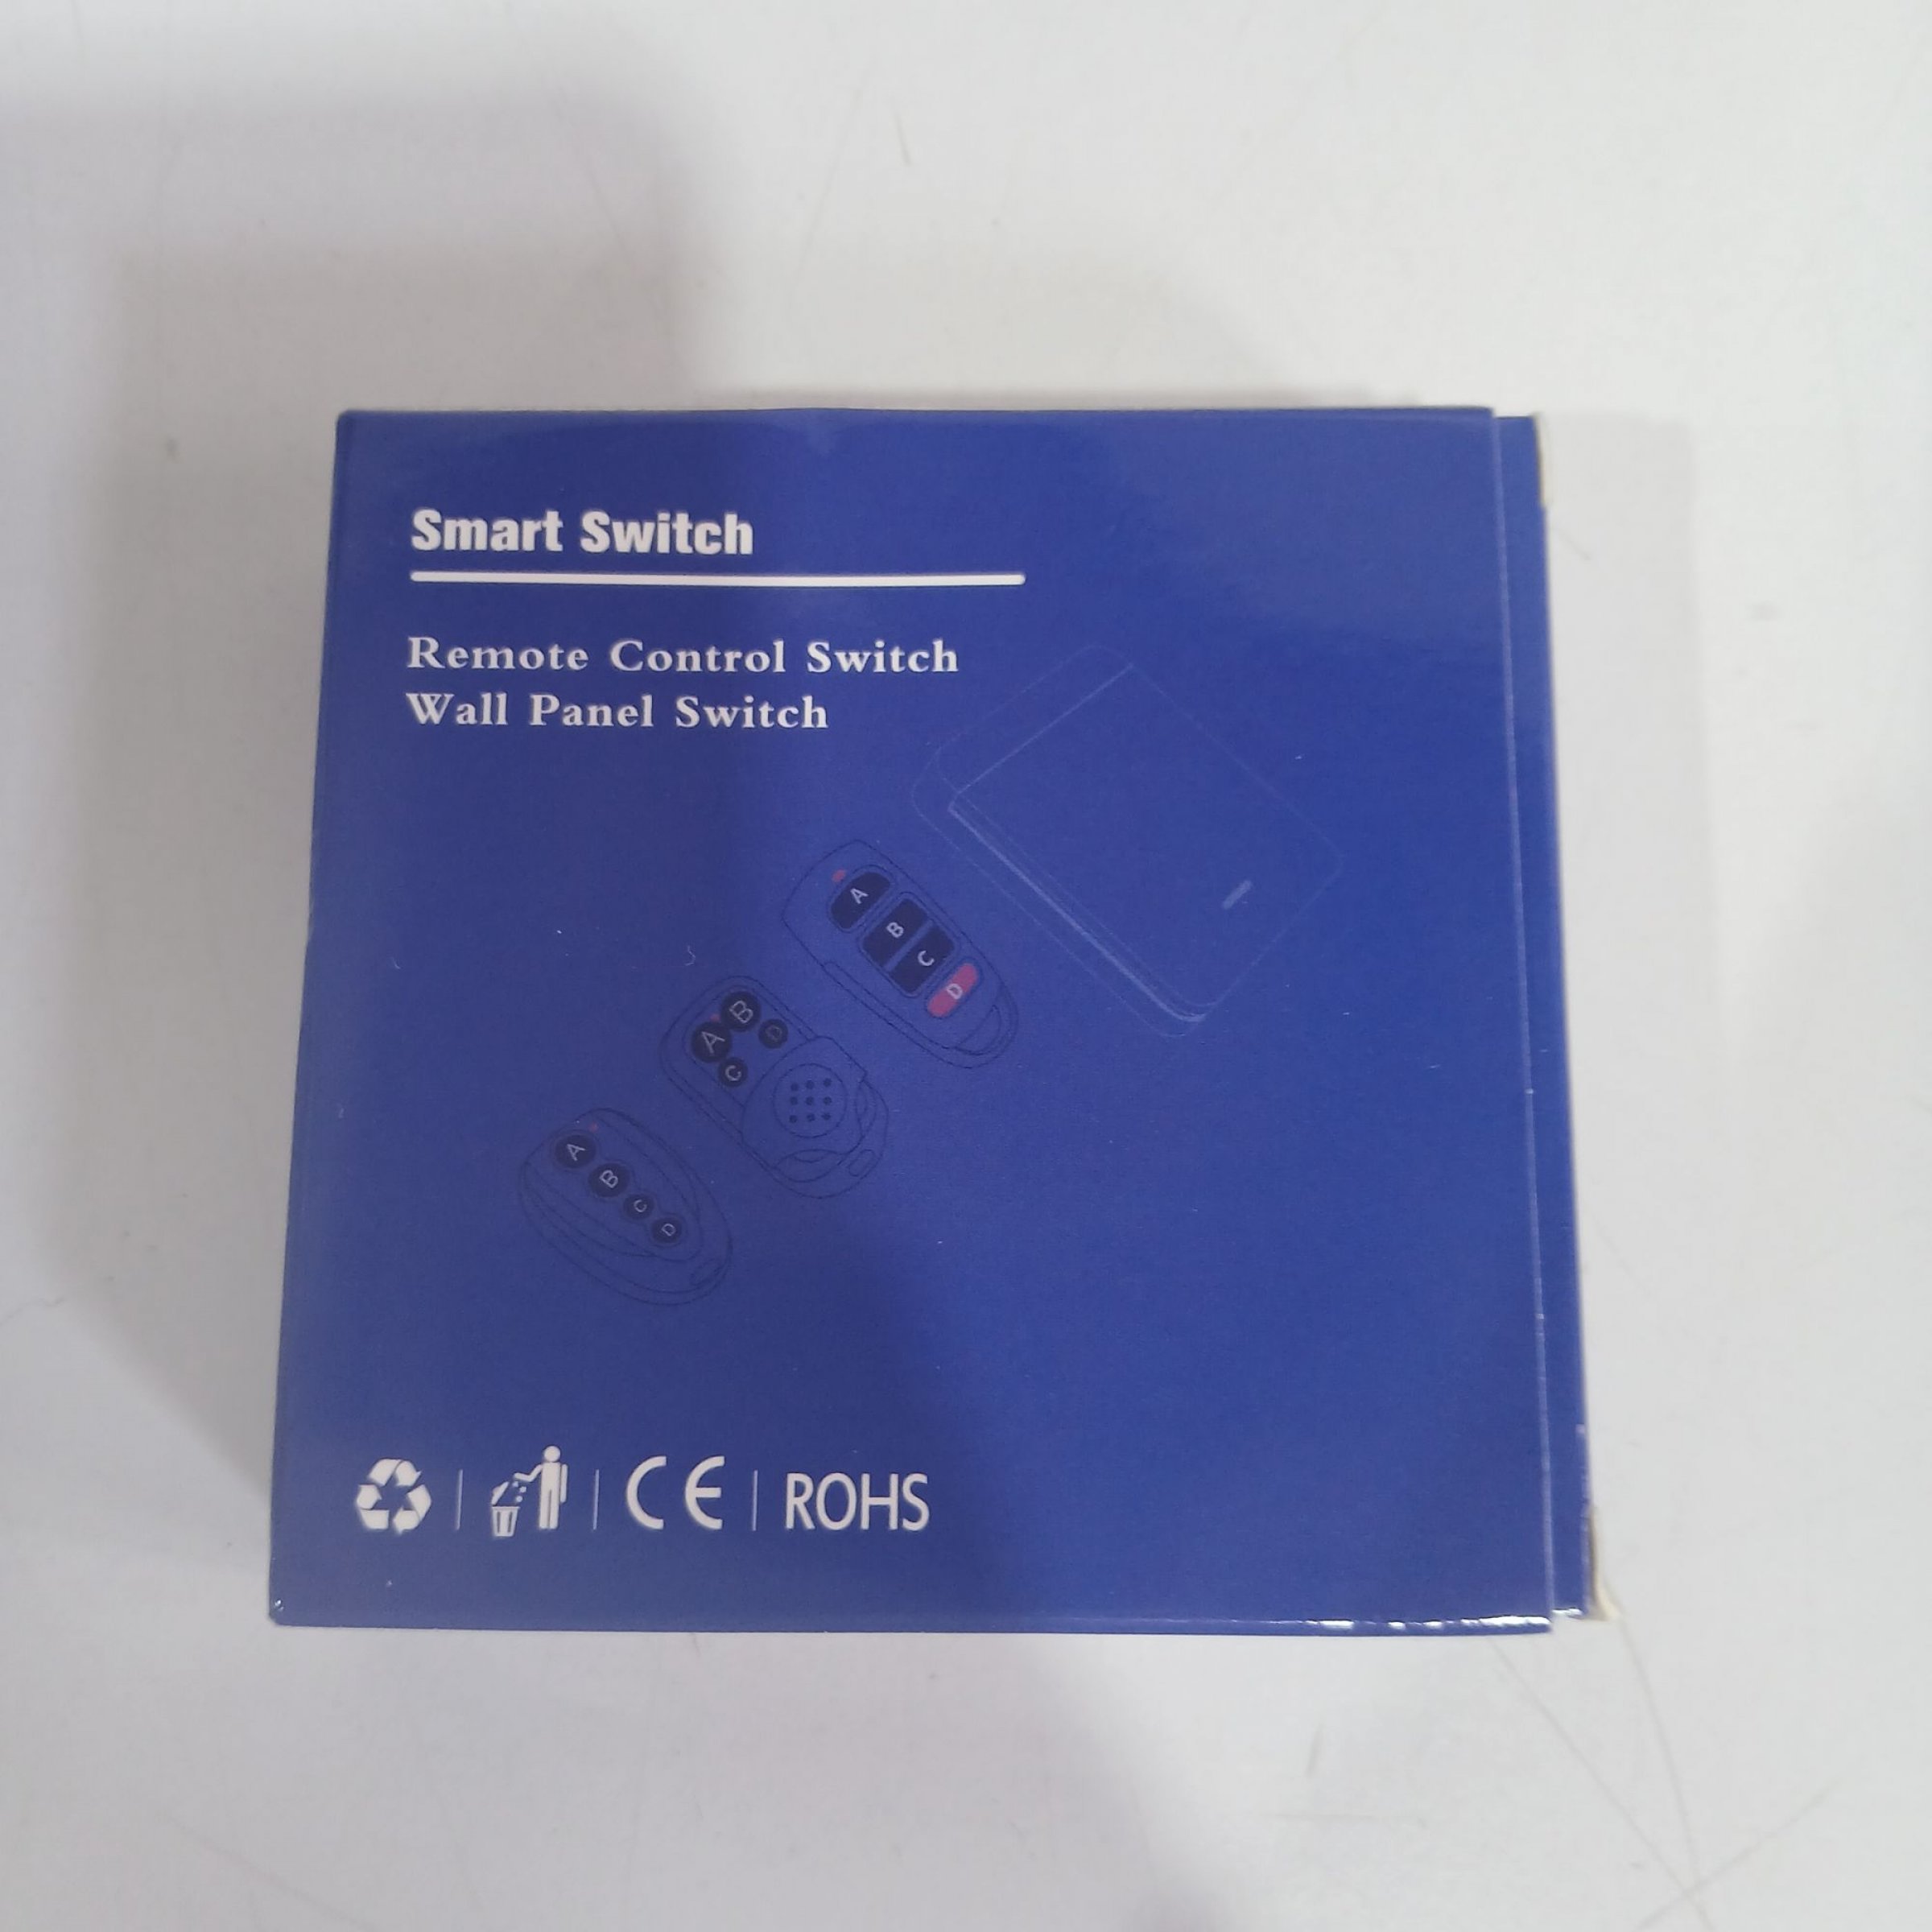 Smart Switch
Remote Control Switch
Wall Panel Switch
A
B
C
D
A
B
C
D
A
B
C
D
CE
ROHS